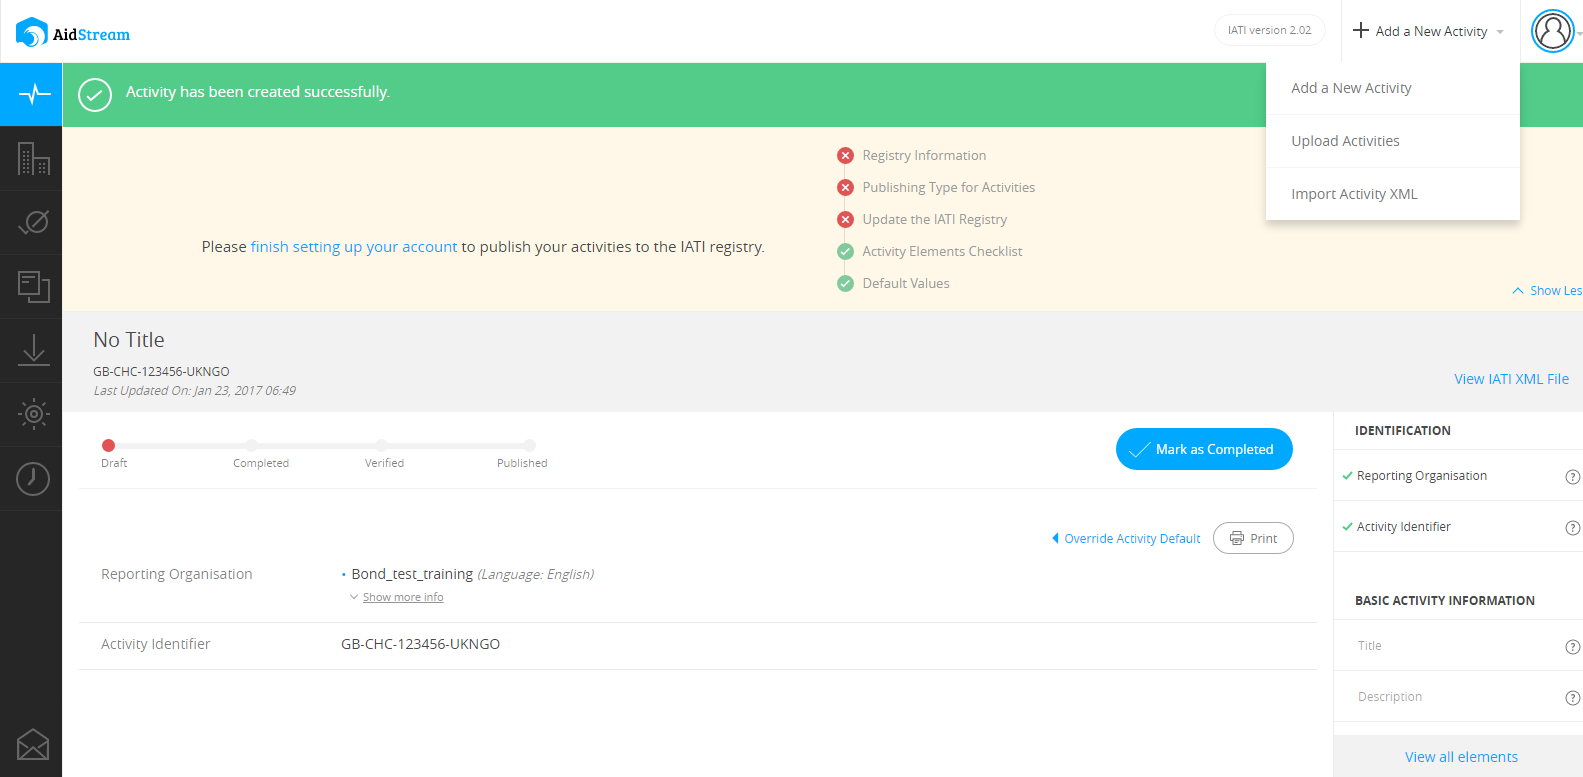 AidStream
IATI version 2.02
Add a New Activity
Activity has been created successfully.
Add a New Activity
Upload Activities
Import Activity XML
Please finish setting up your account to publish your activities to the IATI registry.
Registry Information
Publishing Type for Activities
Update the IATI Registry
Activity Elements Checklist
Default Values
Show Les
No Title
GB-CHC-123456-UKNGO
Last Updated On: Jan 23, 2017 06:49
View IATI XML File
Draft
Completed
Verified
Published
Mark as Completed
Override Activity Default
Print
Reporting Organisation
Bond_test_training (Language: English)
Show more info
Activity Identifier
GB-CHC-123456-UKNGO
IDENTIFICATION
Reporting Organisation
Activity Identifier
BASIC ACTIVITY INFORMATION
Title
Description
View all elements